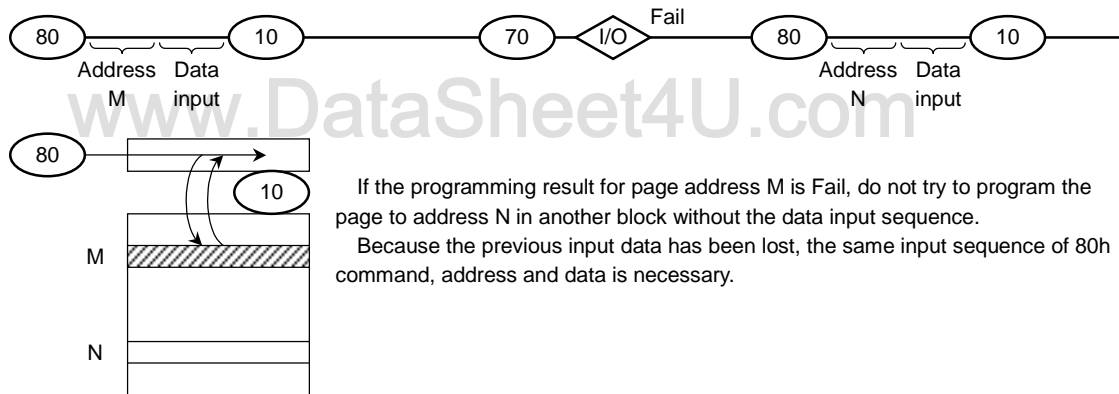 Fail
80 10 70 I/O 80 10
Address Data Address Data
M input N input
www.DataSheet4U.com
80
10
If the programming result for page address M is Fail, do not try to program the
page to address N in another block without the data input sequence.
Because the previous input data has been lost, the same input sequence of 80h
command, address and data is necessary.
M
N